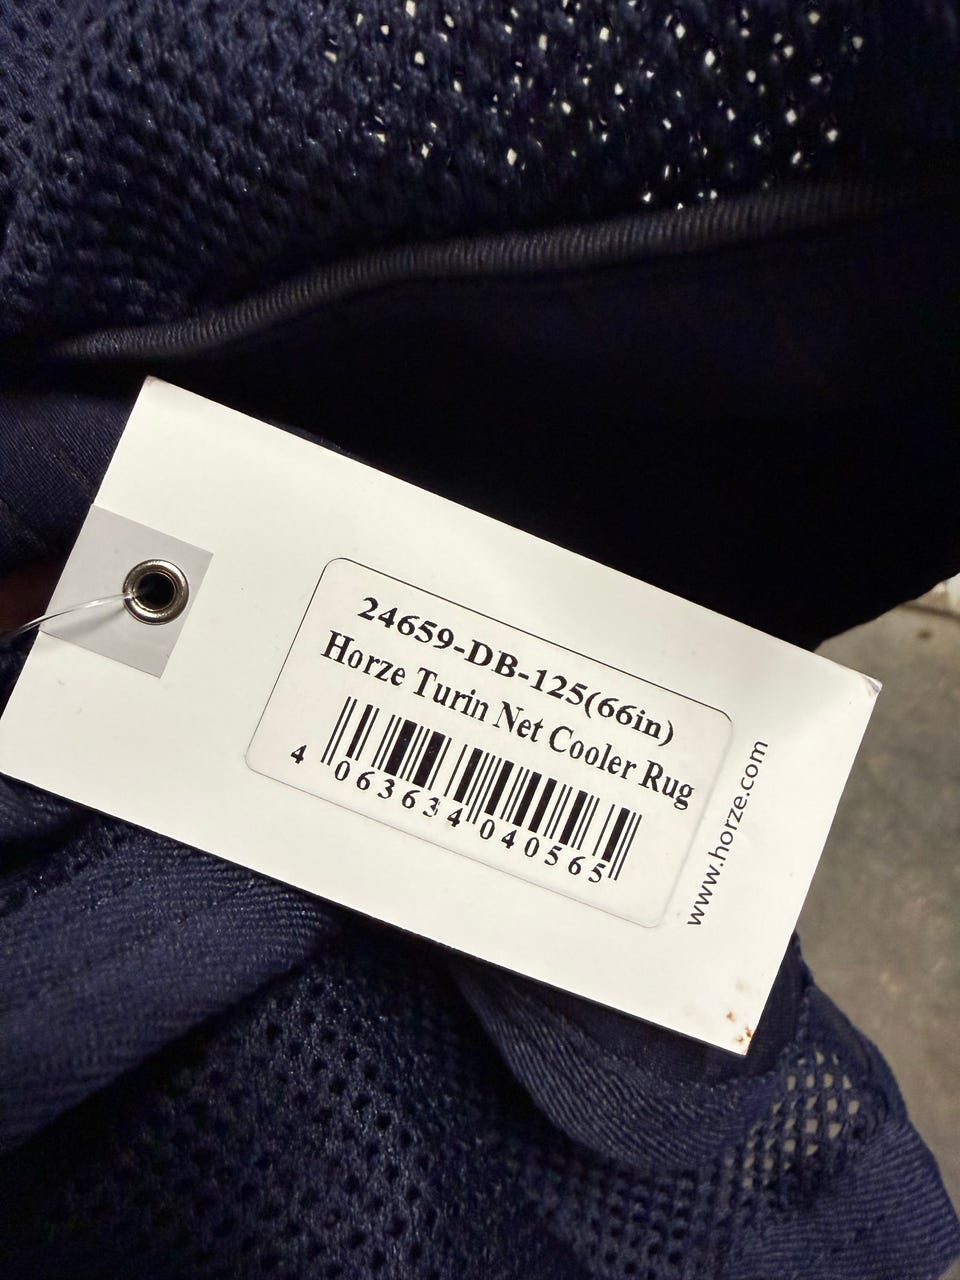 24659-DB-125(66in)
Horze Turin Net Cooler Rug
4 063634 040565
www.horze.com